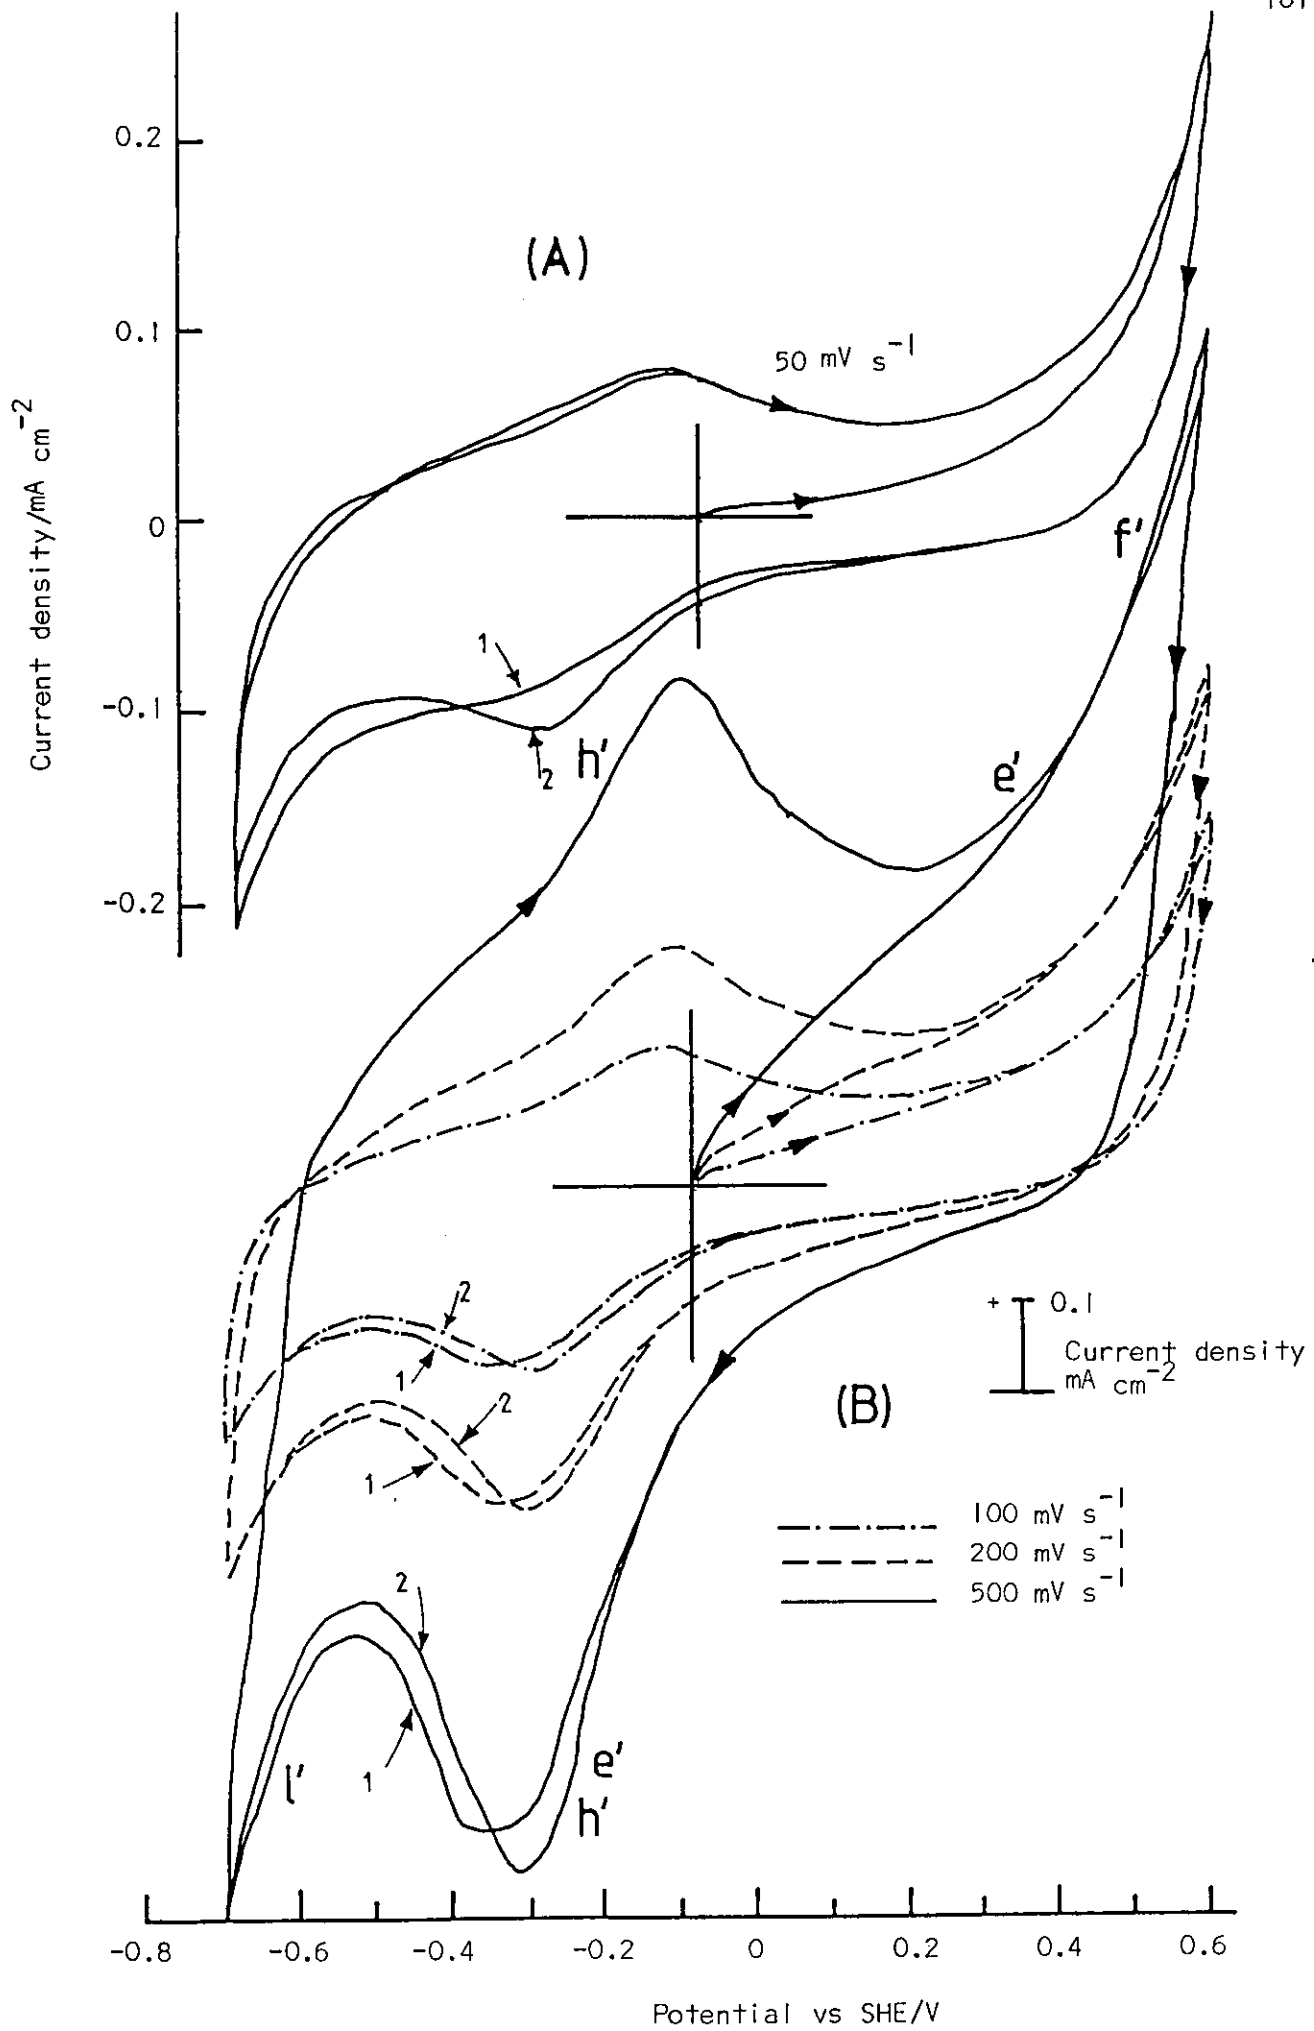 0.2
(A)
0.1
50 mV s⁻¹
0
-0.1
-0.2
Current density/mA cm⁻²
1
2
h'
f'
e'
+ 0.1
Current density
mA cm⁻²
(B)
2
1
2
1
100 mV s⁻¹
200 mV s⁻¹
500 mV s⁻¹
2
1
l'
e'
h'
-0.8 -0.6 -0.4 -0.2 0 0.2 0.4 0.6
Potential vs SHE/V